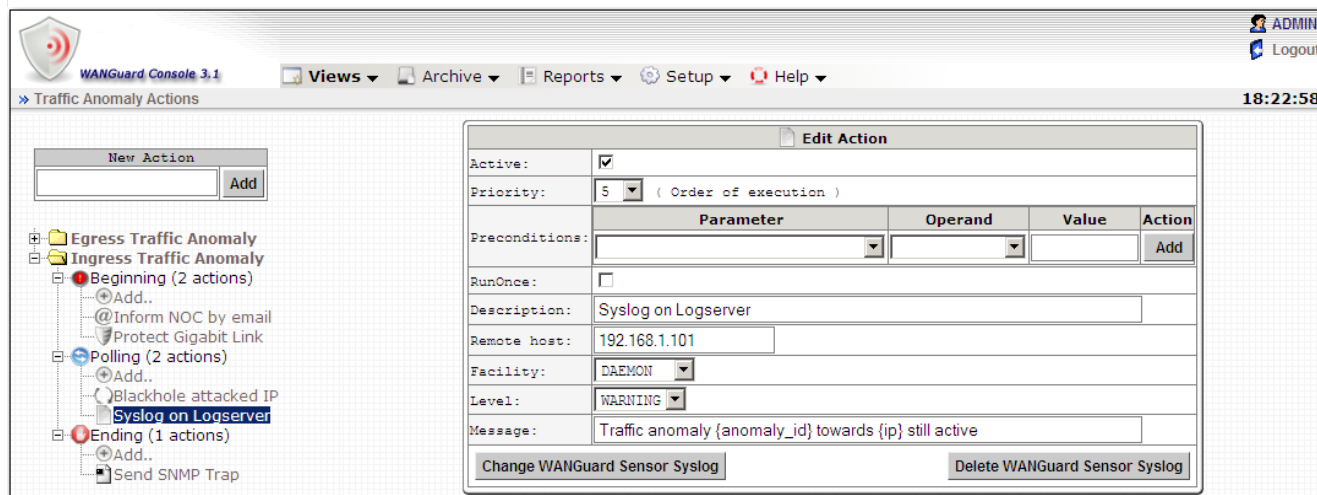 ADMIN
Logout
WANGuard Console 3.1
Views Archive Reports Setup Help
» Traffic Anomaly Actions
18:22:58
New Action
Add
Egress Traffic Anomaly
Ingress Traffic Anomaly
Beginning (2 actions)
Add..
@Inform NOC by email
Protect Gigabit Link
Polling (2 actions)
Add..
Blackhole attacked IP
Syslog on Logserver
Ending (1 actions)
Add..
Send SNMP Trap
Edit Action
Active:
Priority: 5 ( Order of execution )
Preconditions:
Parameter Operand Value Action
Add
RunOnce:
Description: Syslog on Logserver
Remote host: 192.168.1.101
Facility: DAEMON
Level: WARNING
Message: Traffic anomaly {anomaly_id} towards {ip} still active
Change WANGuard Sensor Syslog Delete WANGuard Sensor Syslog